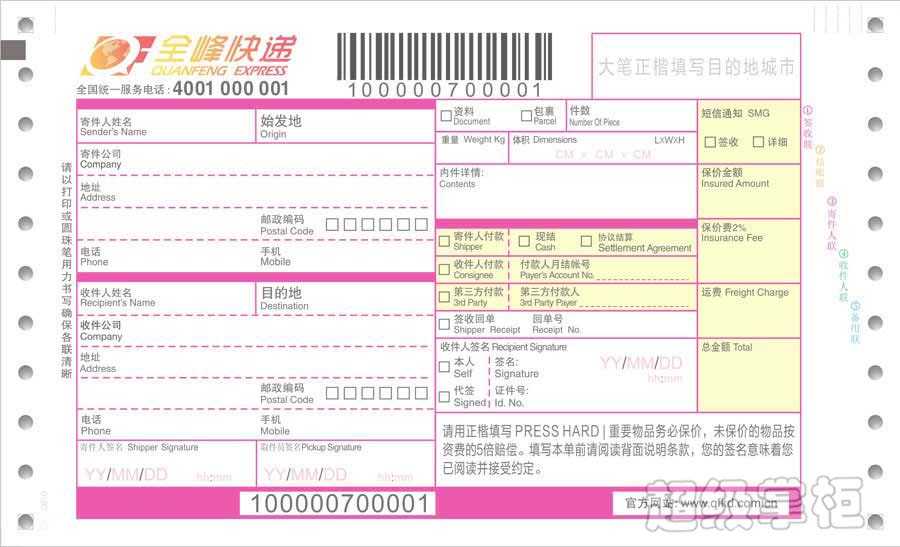 全峰快递
QUANFENG EXPRESS
全国统一服务电话：4001 000 001
100000700001
大笔正楷填写目的地城市
寄件人姓名
Sender's Name
始发地
Origin
寄件公司
Company
地址
Address
邮政编码
Postal Code
电话
Phone
手机
Mobile
收件人姓名
Recipient's Name
目的地
Destination
收件公司
Company
地址
Address
邮政编码
Postal Code
电话
Phone
手机
Mobile
寄件人签名 Shipper Signature
YY/MM/DD hh:mm
取件员签名Pickup Signature
YY/MM/DD hh:mm
资料
Document
包裹
Parcel
件数
Number Of Piece
重量 Weight Kg
体积 Dimensions LxWxH
CM x CM x CM
内件详情:
Contents
寄件人付款
Shipper
现结
Cash
协议结算
Settlement Agreement
收件人付款
Consignee
付款人月结帐号
Payer's Account No.
第三方付款
3rd Party
第三方付款人
3rd Party Payer
签收回单
Shipper Receipt
回单号
Receipt No.
收件人签名 Recipient Signature
本人
Self
签名:
Signature
YY/MM/DD
hh:mm
代签
Signed
证件号:
Id. No.
短信通知 SMG
签收
详细
保价金额
Insured Amount
保价费2%
Insurance Fee
运费 Freight Charge
总金额 Total
请用正楷填写 PRESS HARD | 重要物品务必保价，未保价的物品按
资费的5倍赔偿。填写本单前请阅读背面说明条款，您的签名意味着您
已阅读并接受约定。
100000700001
官方网站: www.qfkd.com.cn
请以打印或圆珠笔用力书写确保各联清晰
①签收联
②结账联
③寄件人联
④收件人联
⑤备用联
超级掌柜